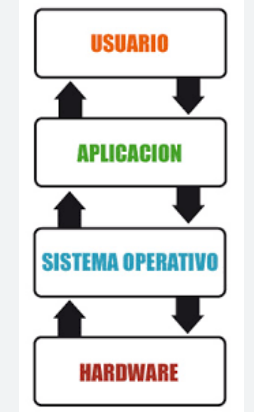 USUARIO
APLICACION
SISTEMA OPERATIVO
HARDWARE